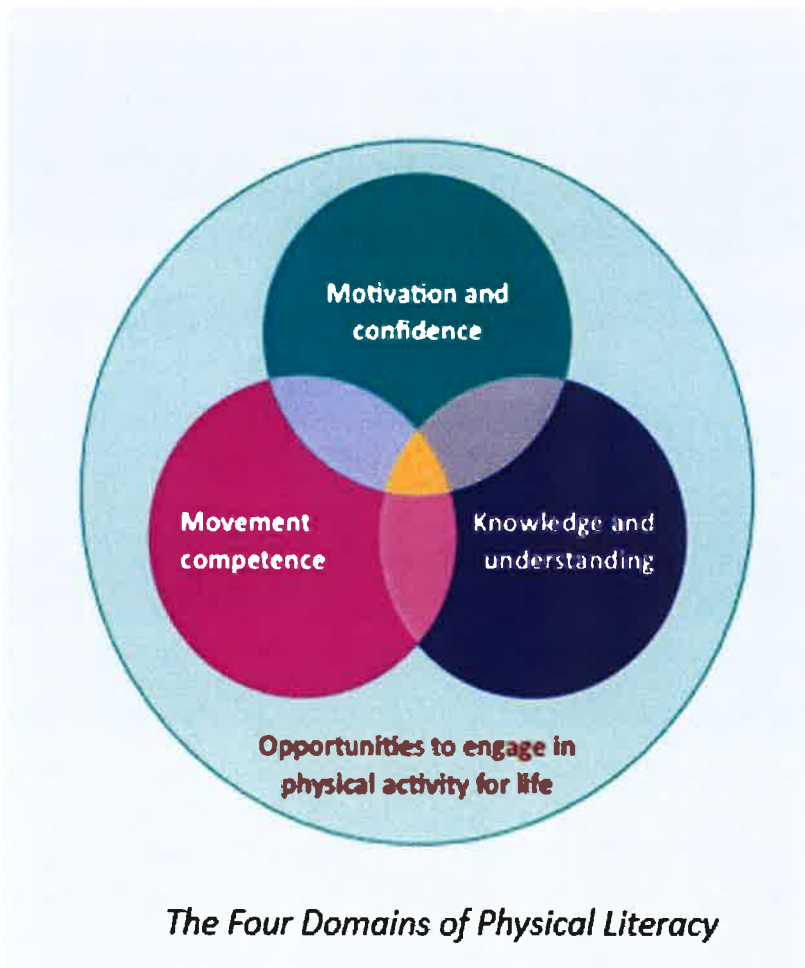 Motivation and
confidence
Movement
competence
Knowledge and
understanding
Opportunities to engage in
physical activity for life
The Four Domains of Physical Literacy